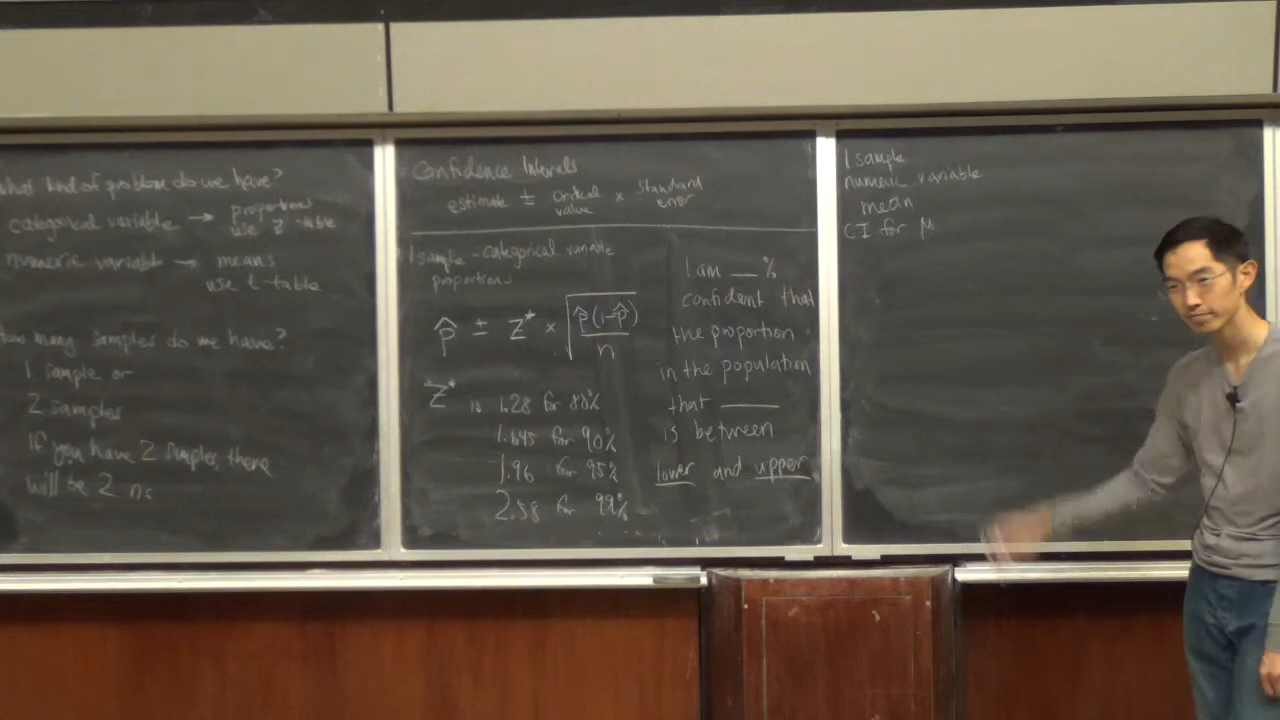 What kind of problem do we have?
categorical variable → proportions
use Z-table
numeric variable → means
use t-table
How many samples do we have?
1 sample or
2 samples
If you have 2 samples, there
will be 2 ns
Confidence Intervals
estimate ± critical value × standard error
1 sample - categorical variable
proportions
p̂ ± Z* × √(p̂(1-p̂)/n)
Z* is 1.28 for 80%
1.645 for 90%
1.96 for 95%
2.58 for 99%
I am ___ %
confident that
the proportion
in the population
that ____
is between
lower and upper
1 sample
numeric variable
mean
CI for μ